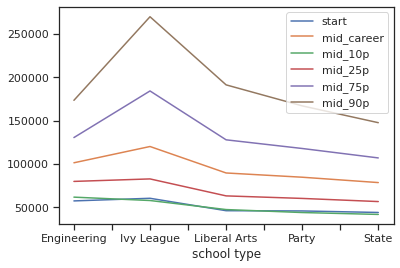 start
mid_career
mid_10p
mid_25p
mid_75p
mid_90p
250000
200000
150000
100000
50000
Engineering Ivy League Liberal Arts Party State
school type